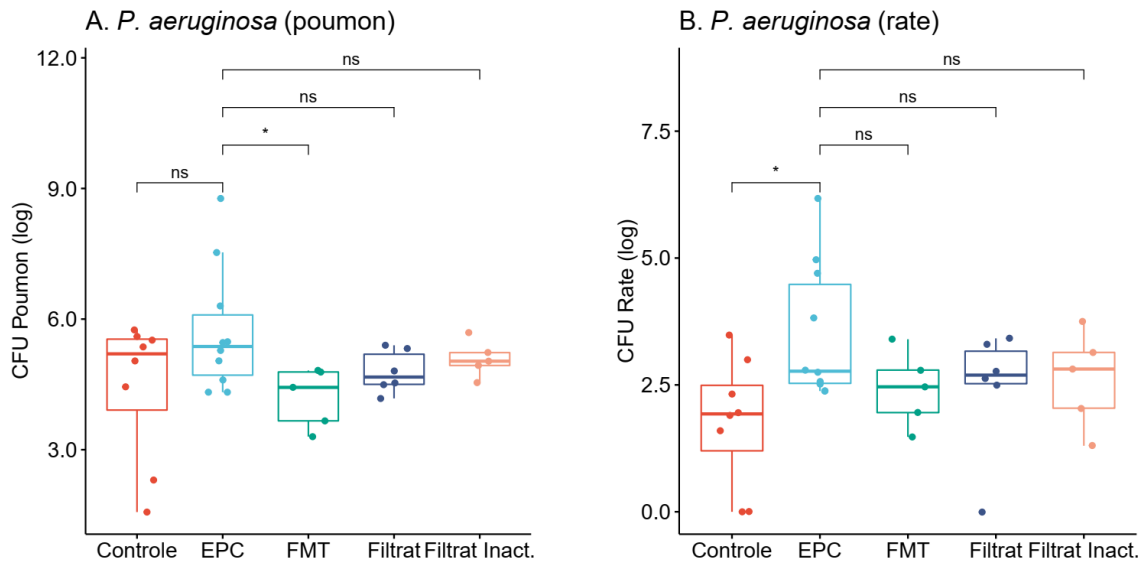 A. P. aeruginosa (poumon)
12.0
9.0
6.0
3.0
CFU Poumon (log)
ns
ns
*
ns
Controle EPC FMT Filtrat Filtrat Inact.
B. P. aeruginosa (rate)
7.5
5.0
2.5
0.0
CFU Rate (log)
ns
ns
ns
*
Controle EPC FMT Filtrat Filtrat Inact.